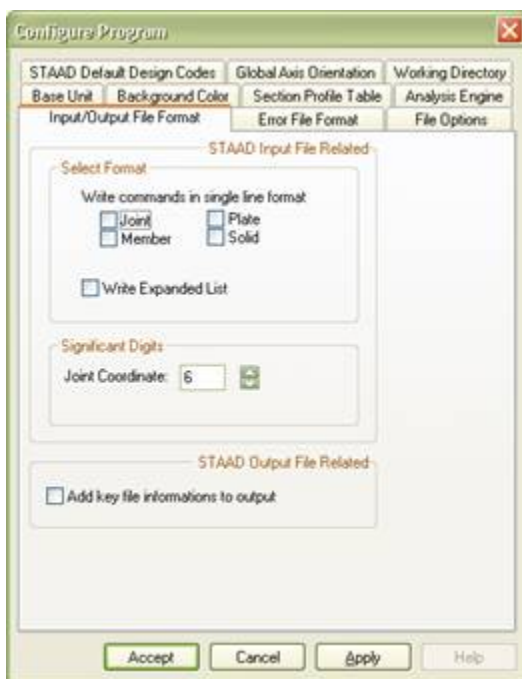 Configure Program
STAAD Default Design Codes Global Axis Orientation Working Directory
Base Unit Background Color Section Profile Table Analysis Engine
Input/Output File Format Error File Format File Options
STAAD Input File Related
Select Format
Write commands in single line format
Joint Plate
Member Solid
Write Expanded List
Significant Digits
Joint Coordinate: 6
STAAD Output File Related
Add key file informations to output
Accept Cancel Apply Help